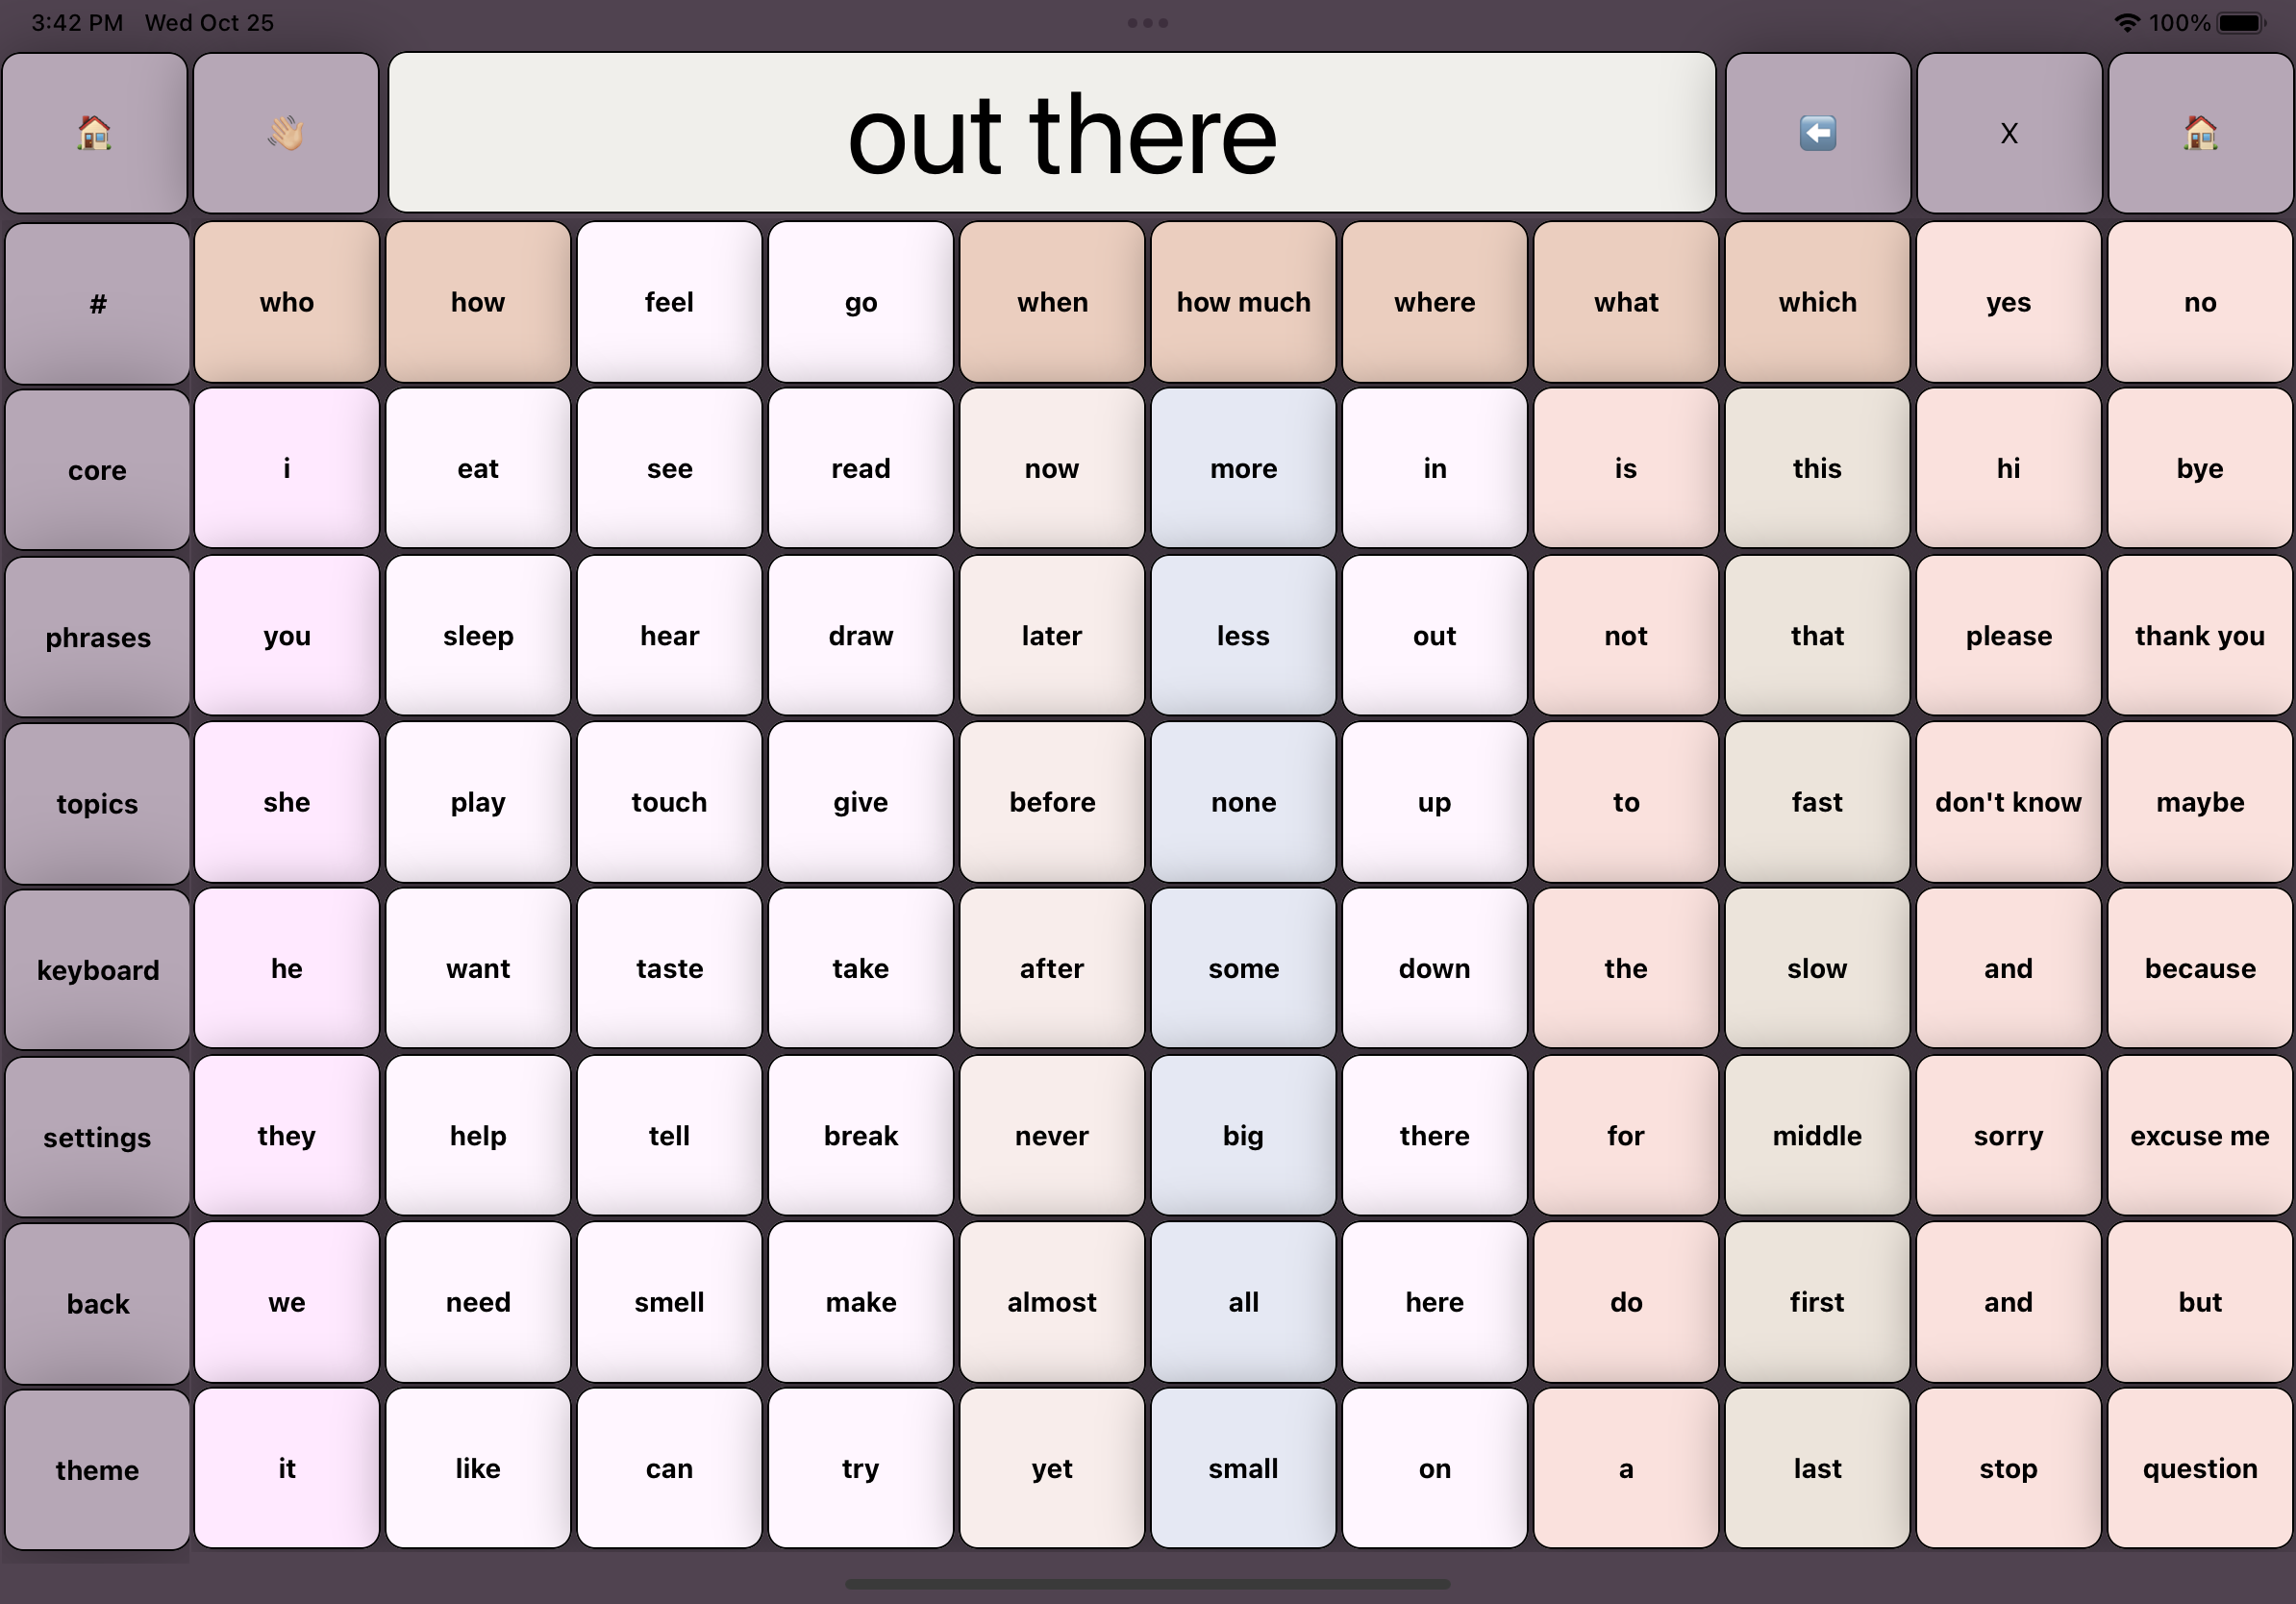 3:42 PM Wed Oct 25 100%
out there X
# who how feel go when how much where what which yes no
core i eat see read now more in is this hi bye
phrases you sleep hear draw later less out not that please thank you
topics she play touch give before none up to fast don't know maybe
keyboard he want taste take after some down the slow and because
settings they help tell break never big there for middle sorry excuse me
back we need smell make almost all here do first and but
theme it like can try yet small on a last stop question